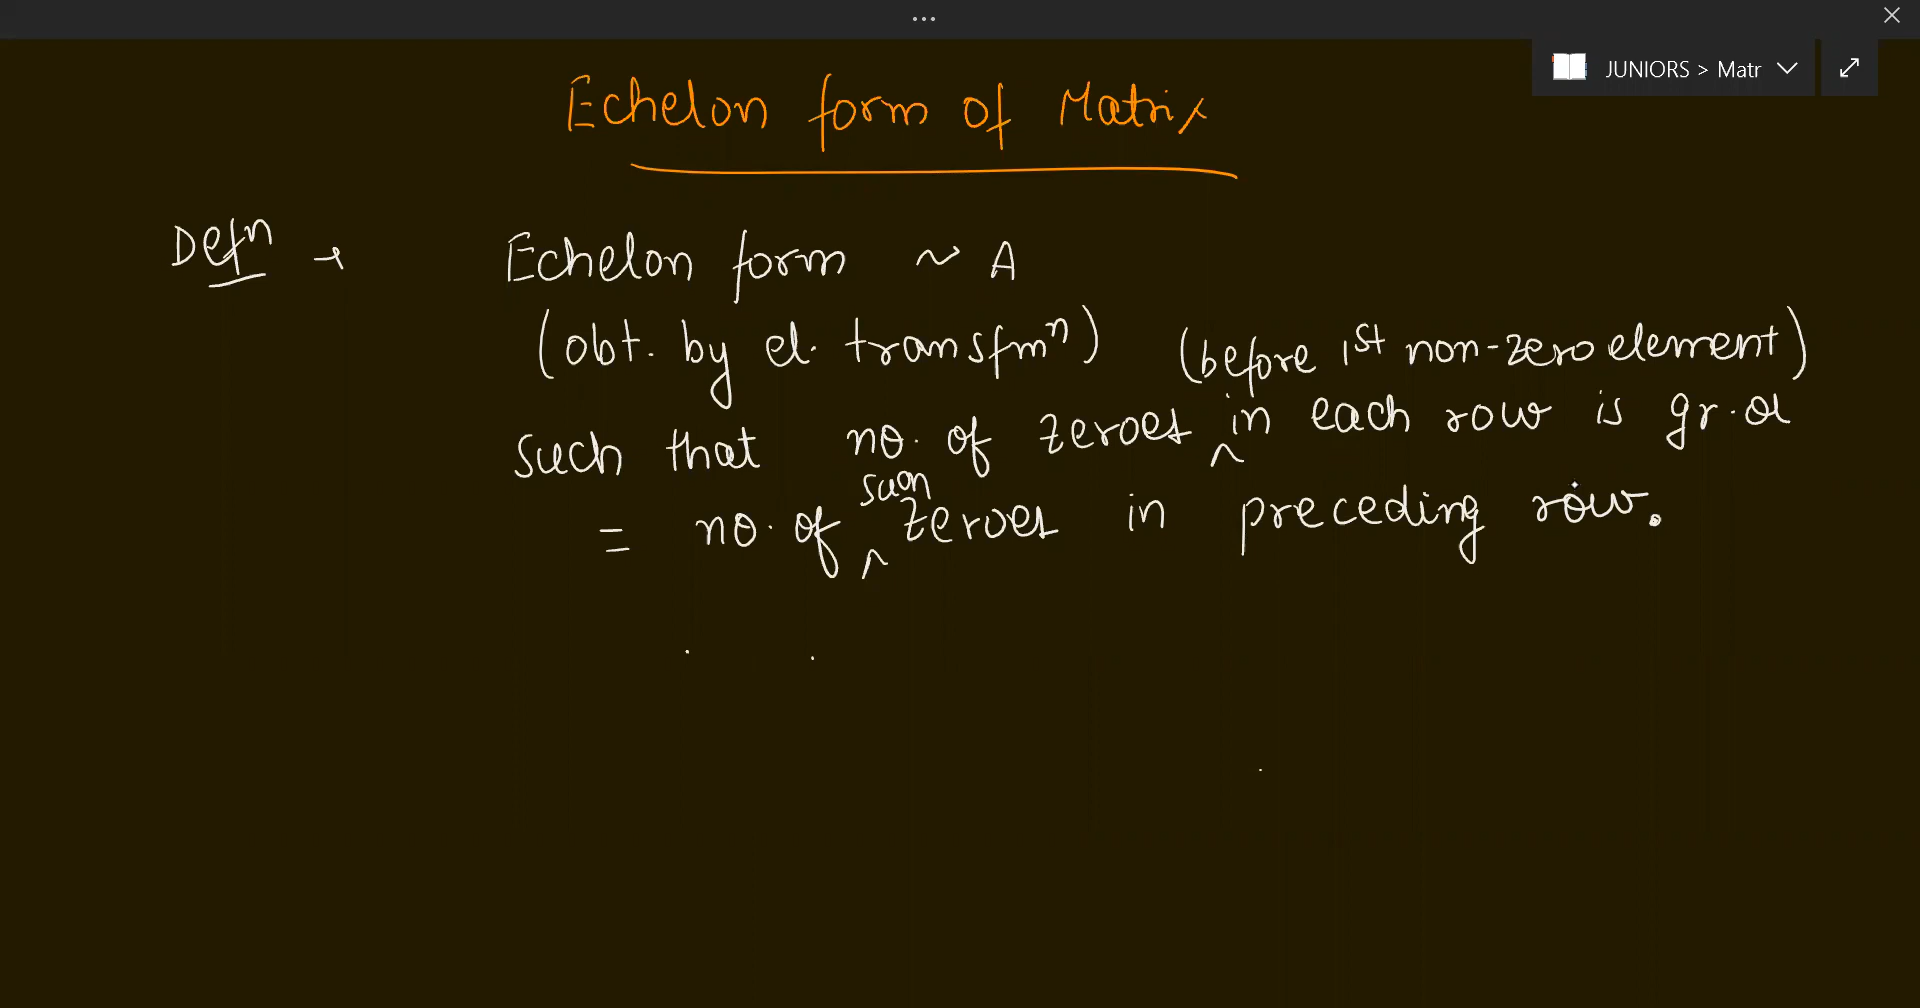 JUNIORS > Matr
Echelon form of Matrix
Defn → Echelon form ~ A
(obt. by el. transfmn) (before 1st non-zero element)
such that no. of zeroes ^ in each row is gr. or
= no. of ^ such zeroes in preceding row.